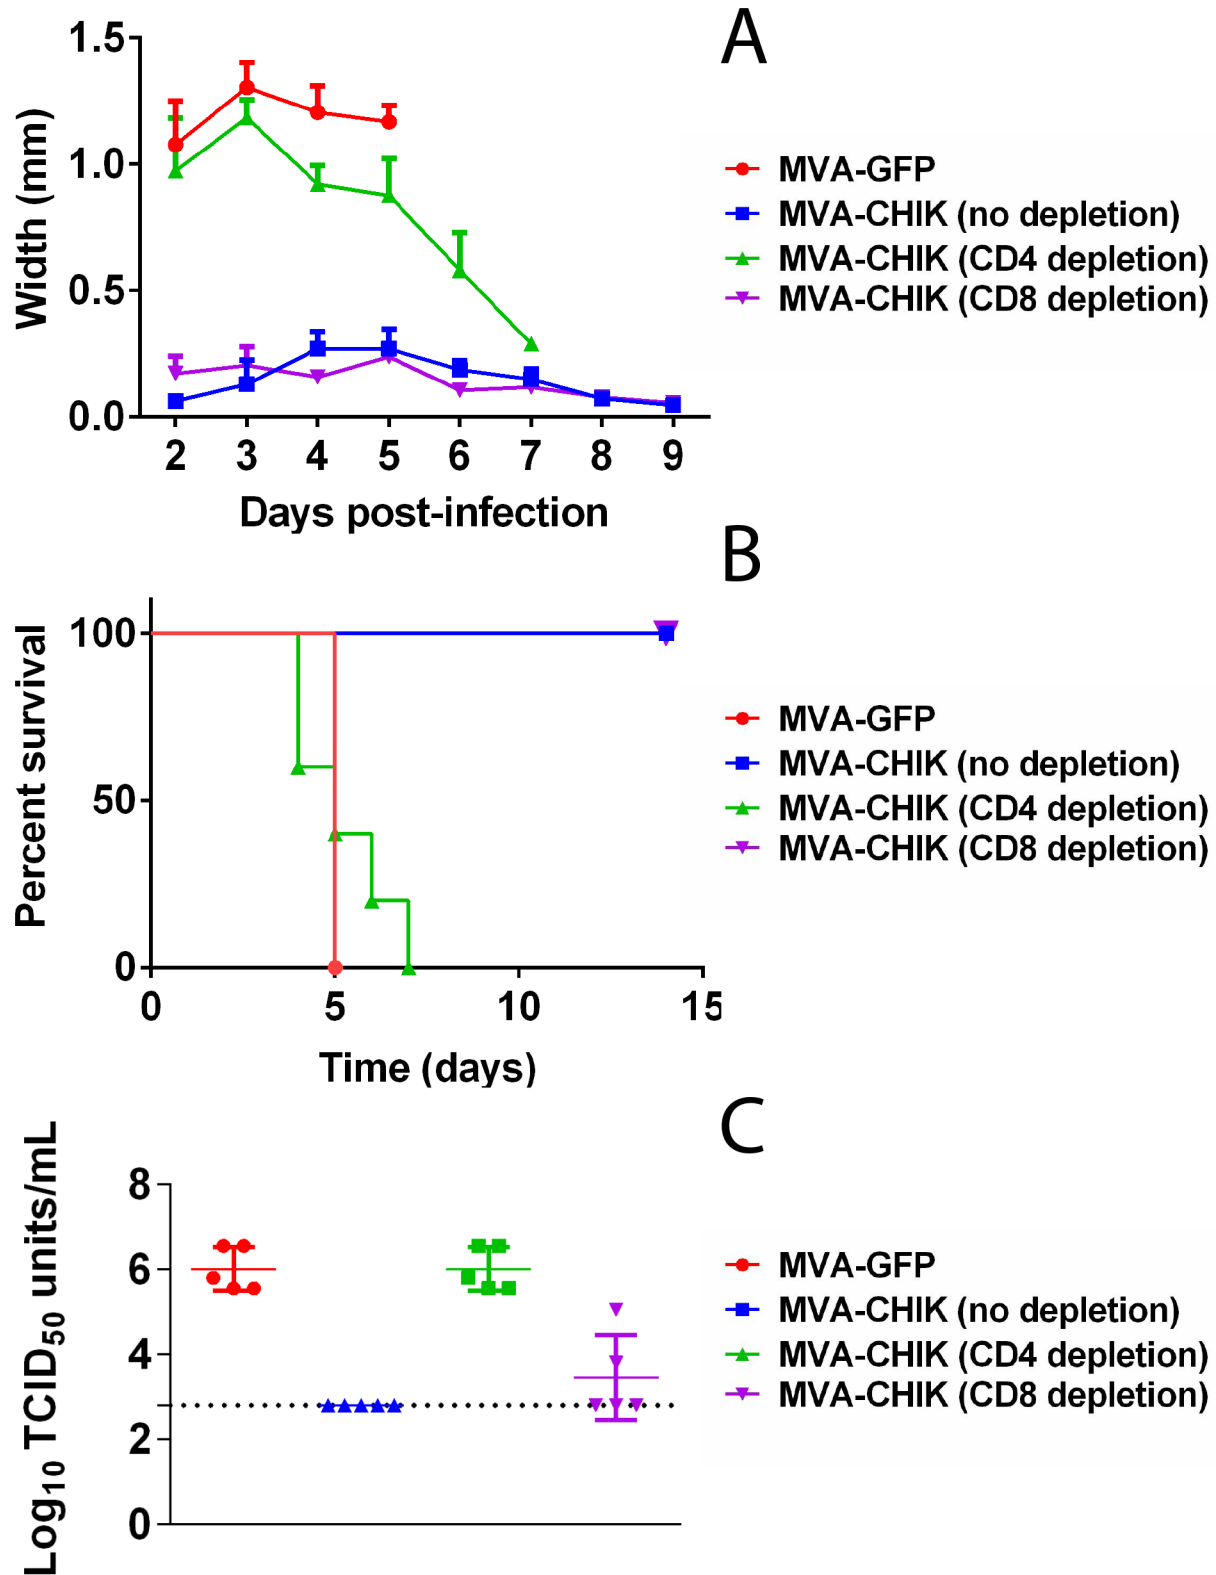 A
1.5
1.0
0.5
0.0
Width (mm)
2 3 4 5 6 7 8 9
Days post-infection
MVA-GFP
MVA-CHIK (no depletion)
MVA-CHIK (CD4 depletion)
MVA-CHIK (CD8 depletion)
B
100
50
0
Percent survival
0 5 10 15
Time (days)
MVA-GFP
MVA-CHIK (no depletion)
MVA-CHIK (CD4 depletion)
MVA-CHIK (CD8 depletion)
C
8
6
4
2
0
Log₁₀ TCID₅₀ units/mL
MVA-GFP
MVA-CHIK (no depletion)
MVA-CHIK (CD4 depletion)
MVA-CHIK (CD8 depletion)